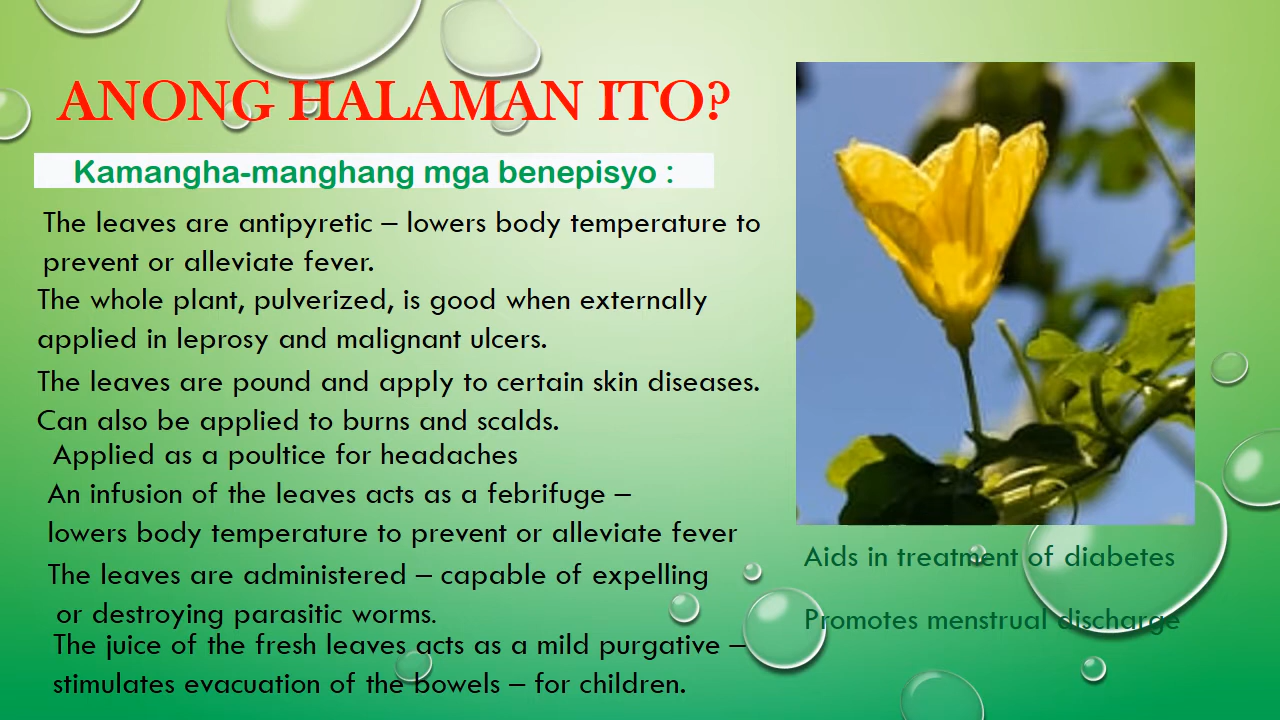 ANONG HALAMAN ITO?
Kamangha-manghang mga benepisyo :
The leaves are antipyretic – lowers body temperature to
prevent or alleviate fever.
The whole plant, pulverized, is good when externally
applied in leprosy and malignant ulcers.
The leaves are pound and apply to certain skin diseases.
Can also be applied to burns and scalds.
Applied as a poultice for headaches
An infusion of the leaves acts as a febrifuge –
lowers body temperature to prevent or alleviate fever
The leaves are administered – capable of expelling
or destroying parasitic worms.
The juice of the fresh leaves acts as a mild purgative –
stimulates evacuation of the bowels – for children.
Aids in treatment of diabetes
Promotes menstrual discharge